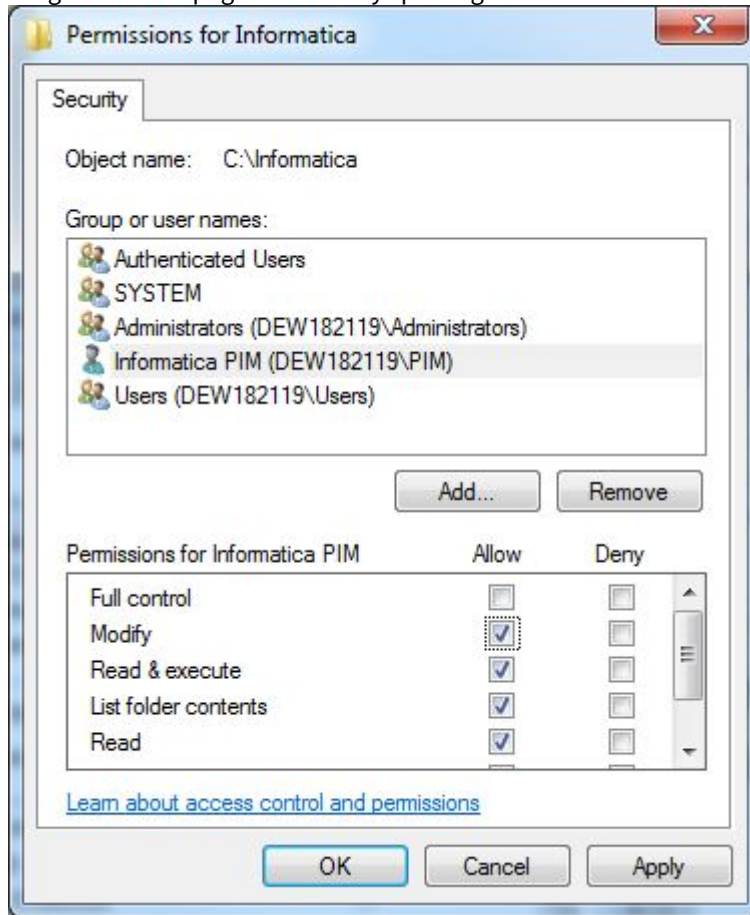 Permissions for Informatica
Security
Object name: C:\Informatica
Group or user names:
Authenticated Users
SYSTEM
Administrators (DEW182119\Administrators)
Informatica PIM (DEW182119\PIM)
Users (DEW182119\Users)
Add... Remove
Permissions for Informatica PIM Allow Deny
Full control
Modify
Read & execute
List folder contents
Read
Learn about access control and permissions
OK Cancel Apply